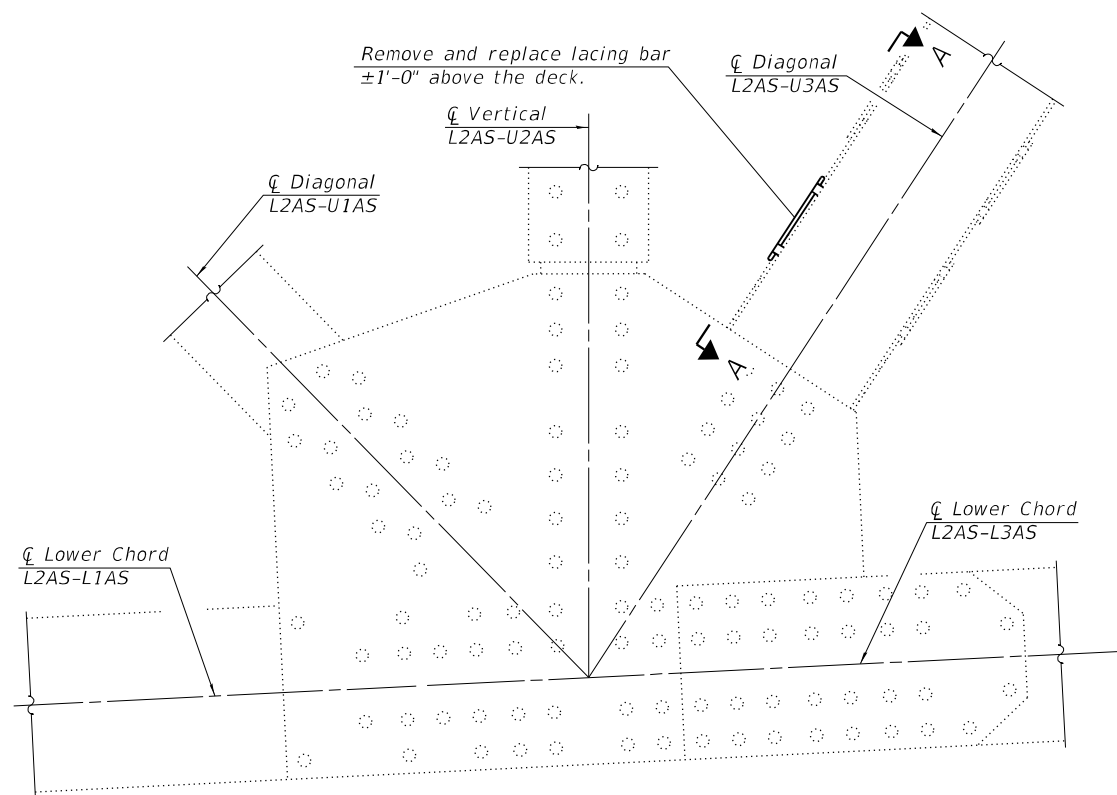 Remove and replace lacing bar
±1'-0" above the deck.
℄ Diagonal
L2AS-U3AS
A
℄ Vertical
L2AS-U2AS
℄ Diagonal
L2AS-U1AS
A
℄ Lower Chord
L2AS-L3AS
℄ Lower Chord
L2AS-L1AS